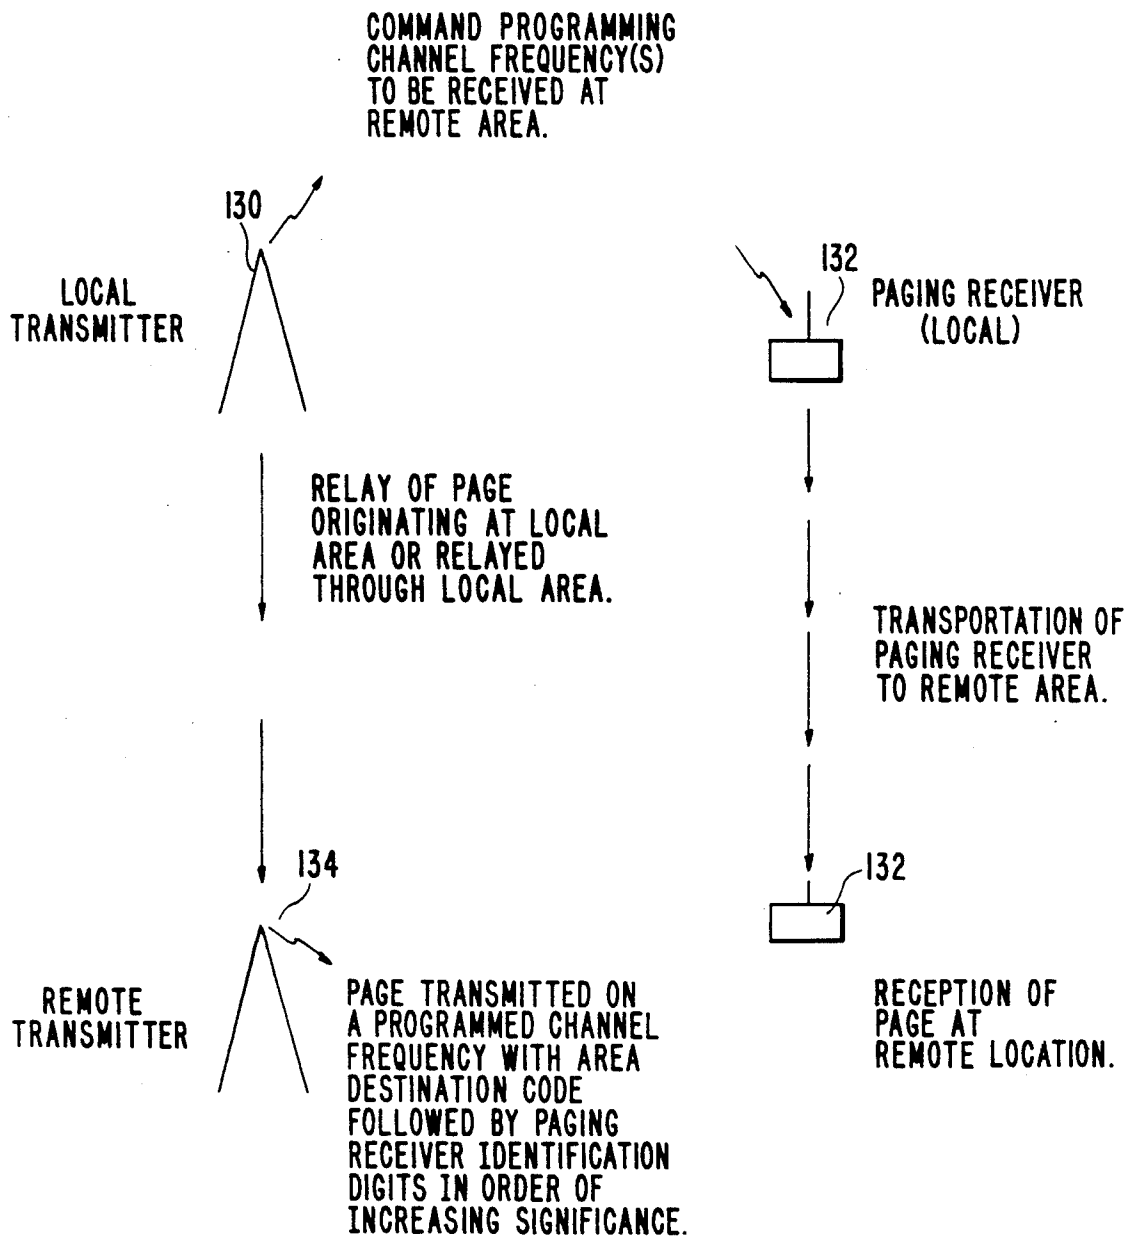 COMMAND PROGRAMMING
CHANNEL FREQUENCY(S)
TO BE RECEIVED AT
REMOTE AREA.
130
LOCAL
TRANSMITTER
132
PAGING RECEIVER
(LOCAL)
RELAY OF PAGE
ORIGINATING AT LOCAL
AREA OR RELAYED
THROUGH LOCAL AREA.
TRANSPORTATION OF
PAGING RECEIVER
TO REMOTE AREA.
134
132
REMOTE
TRANSMITTER
PAGE TRANSMITTED ON
A PROGRAMMED CHANNEL
FREQUENCY WITH AREA
DESTINATION CODE
FOLLOWED BY PAGING
RECEIVER IDENTIFICATION
DIGITS IN ORDER OF
INCREASING SIGNIFICANCE.
RECEPTION OF
PAGE AT
REMOTE LOCATION.